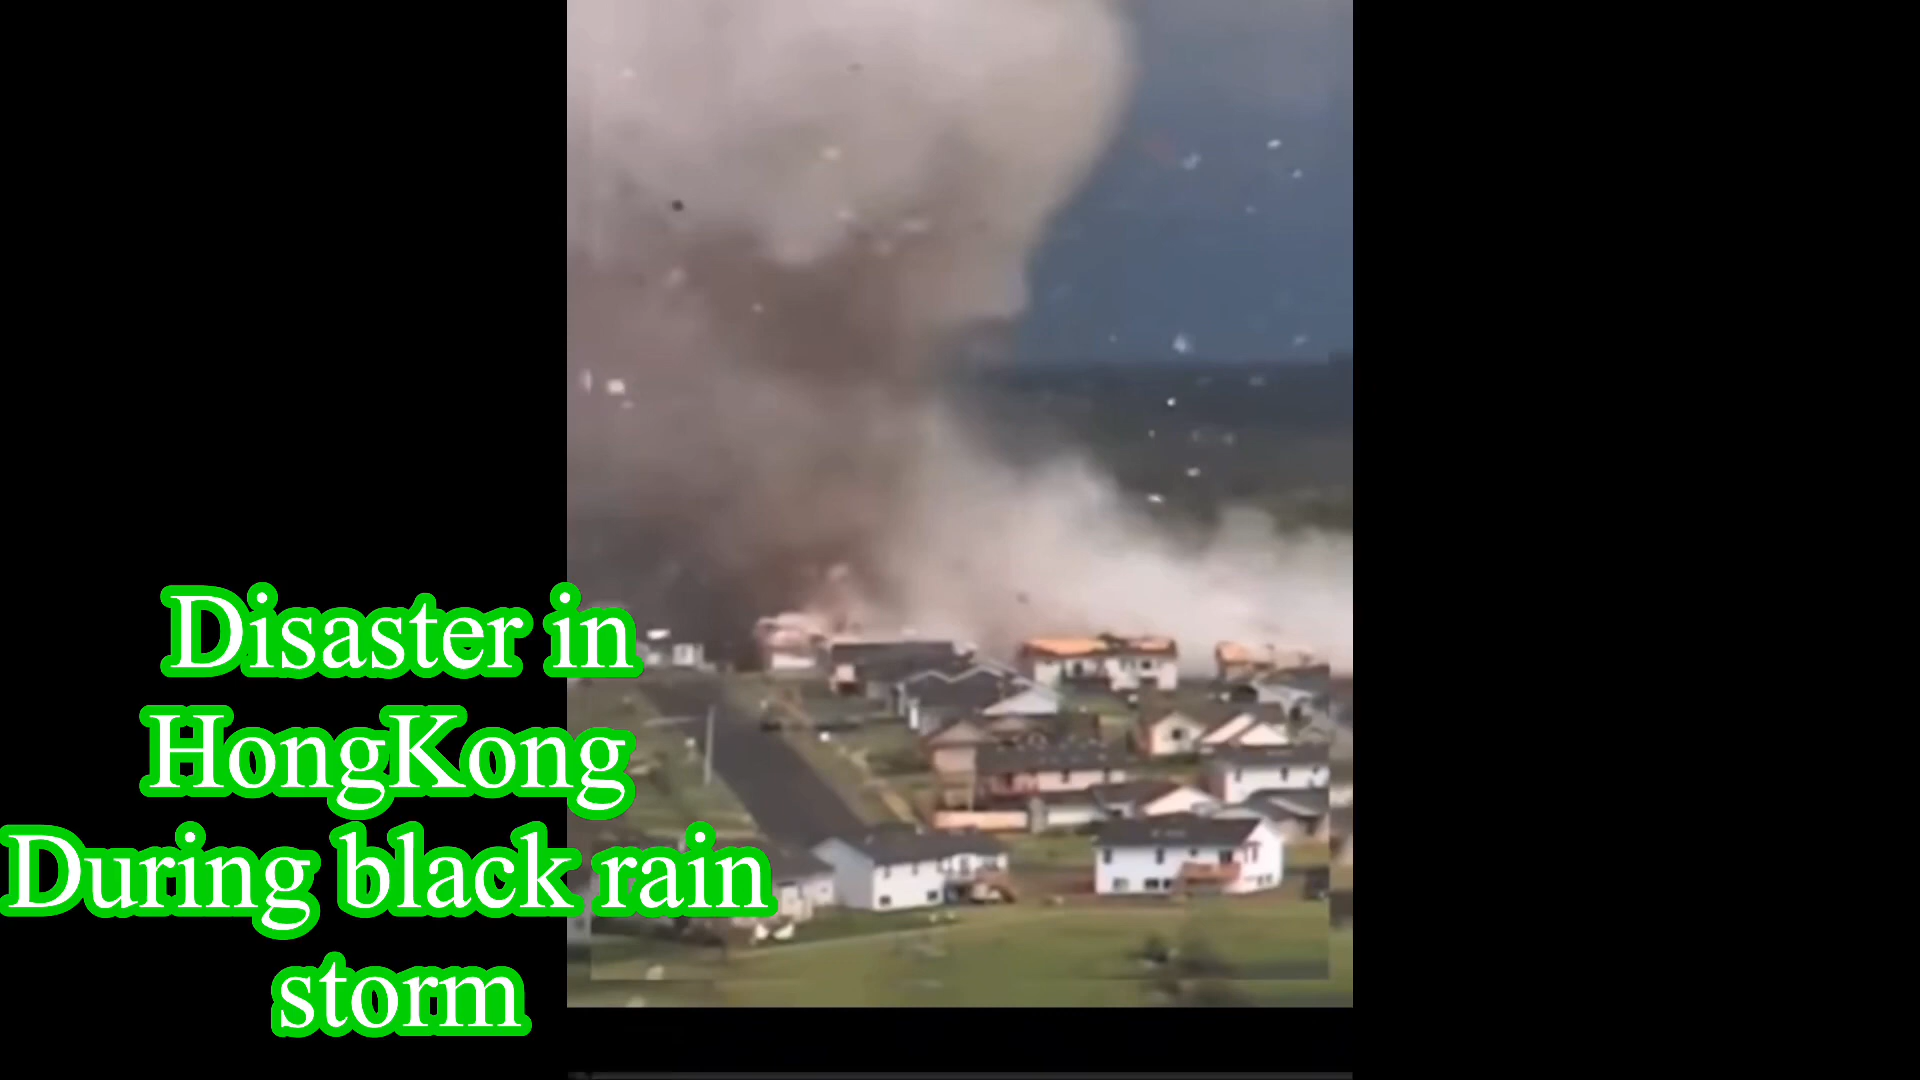 Disaster in
HongKong
During black rain
storm